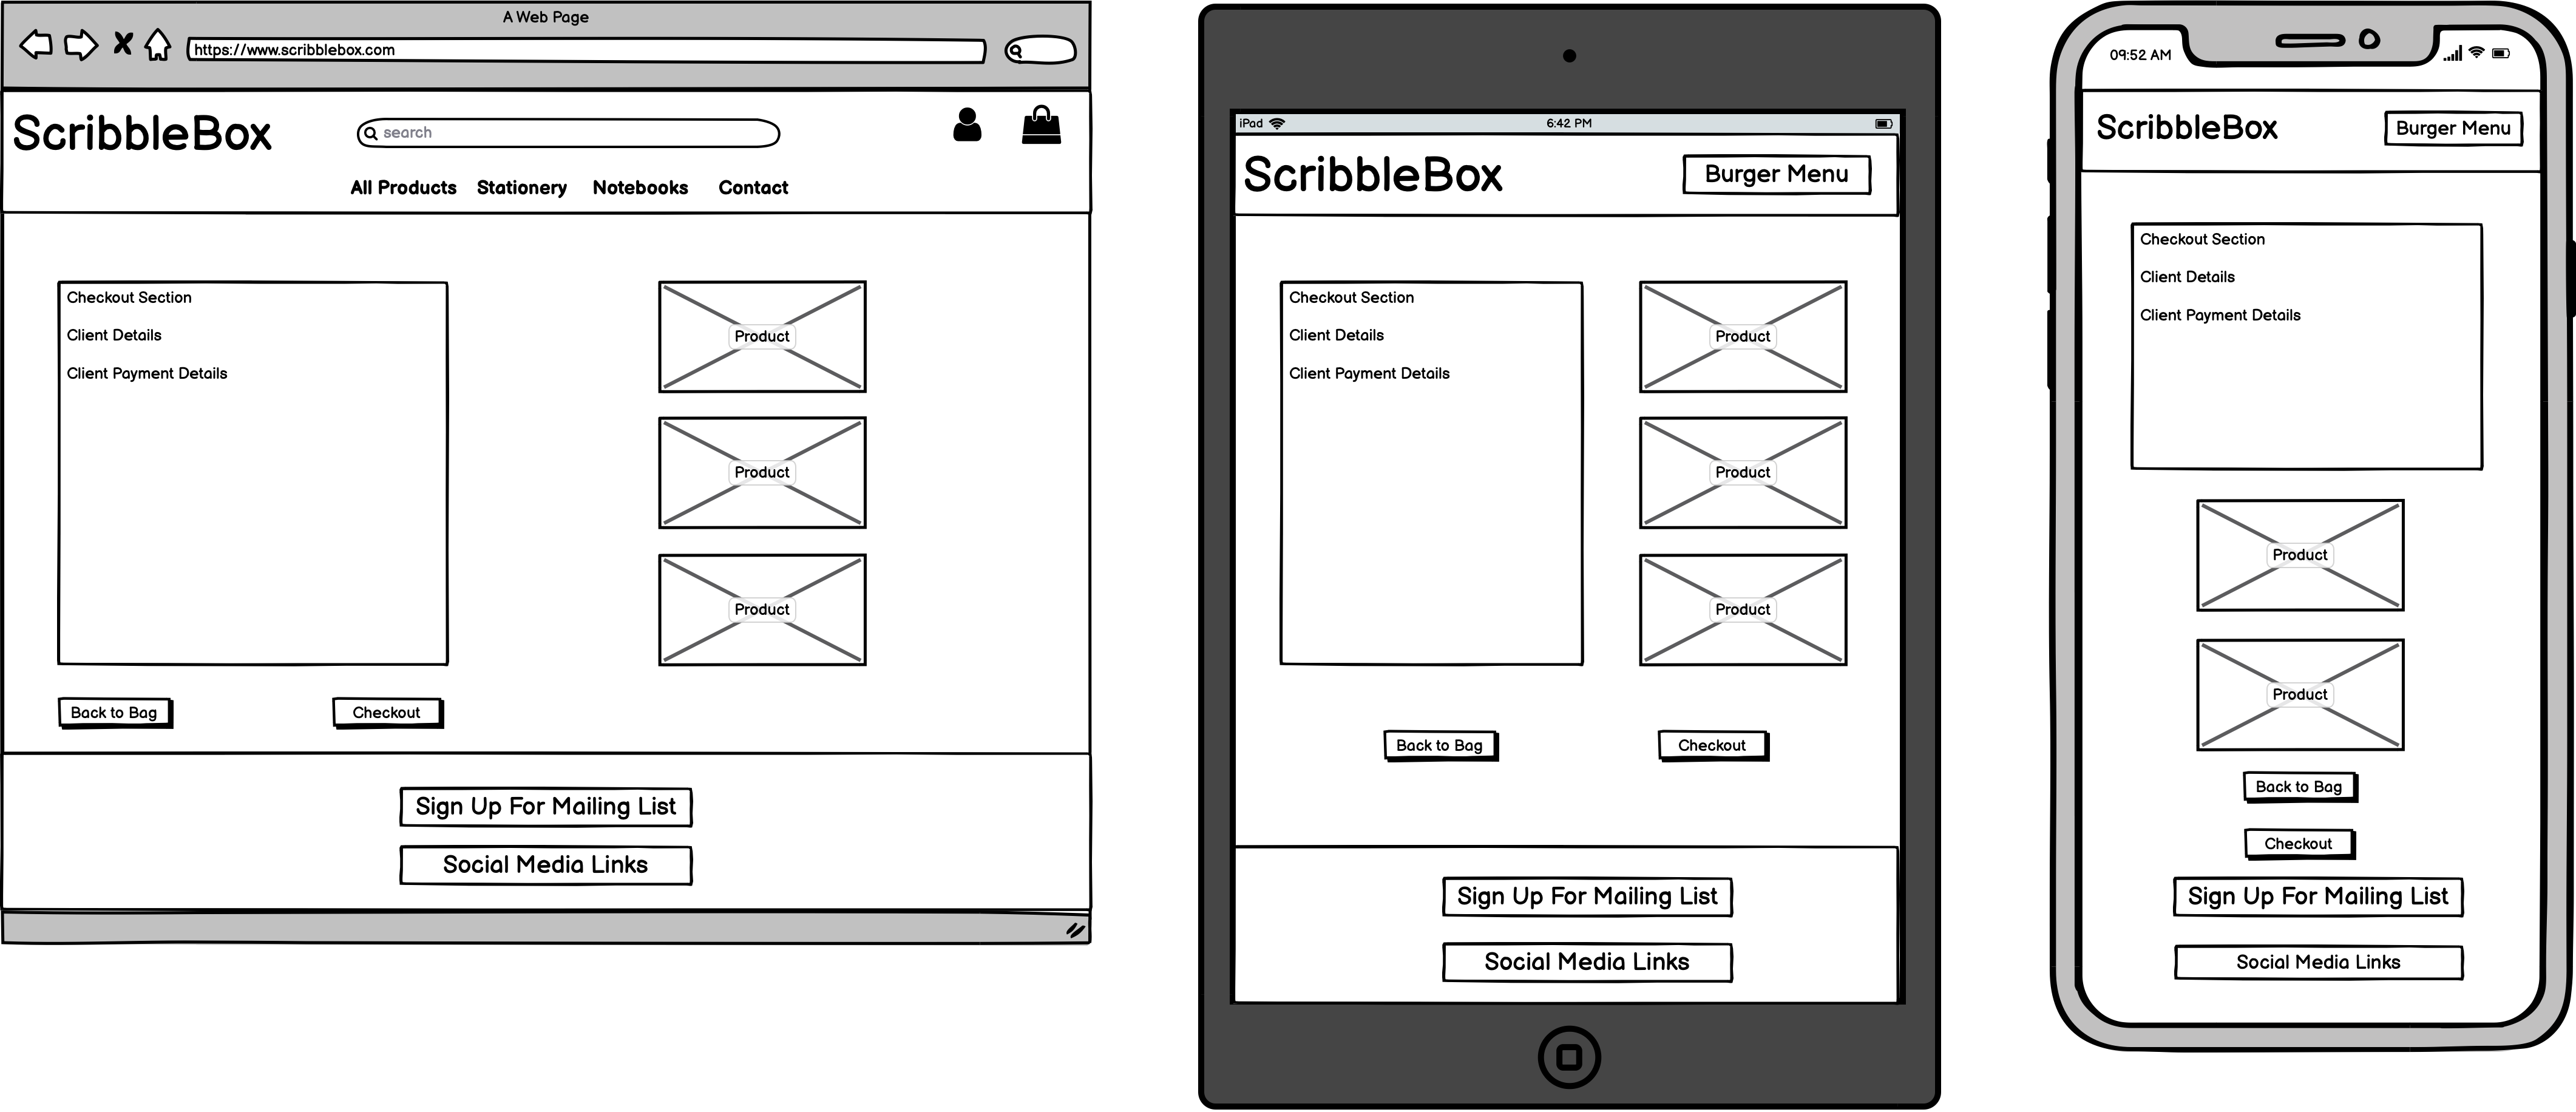 A Web Page
https://www.scribblebox.com
ScribbleBox
search
All Products Stationery Notebooks Contact
Checkout Section
Client Details
Client Payment Details
Product
Product
Product
Back to Bag
Checkout
Sign Up For Mailing List
Social Media Links
iPad
6:42 PM
ScribbleBox
Burger Menu
Checkout Section
Client Details
Client Payment Details
Product
Product
Product
Back to Bag
Checkout
Sign Up For Mailing List
Social Media Links
09:52 AM
ScribbleBox
Burger Menu
Checkout Section
Client Details
Client Payment Details
Product
Product
Back to Bag
Checkout
Sign Up For Mailing List
Social Media Links